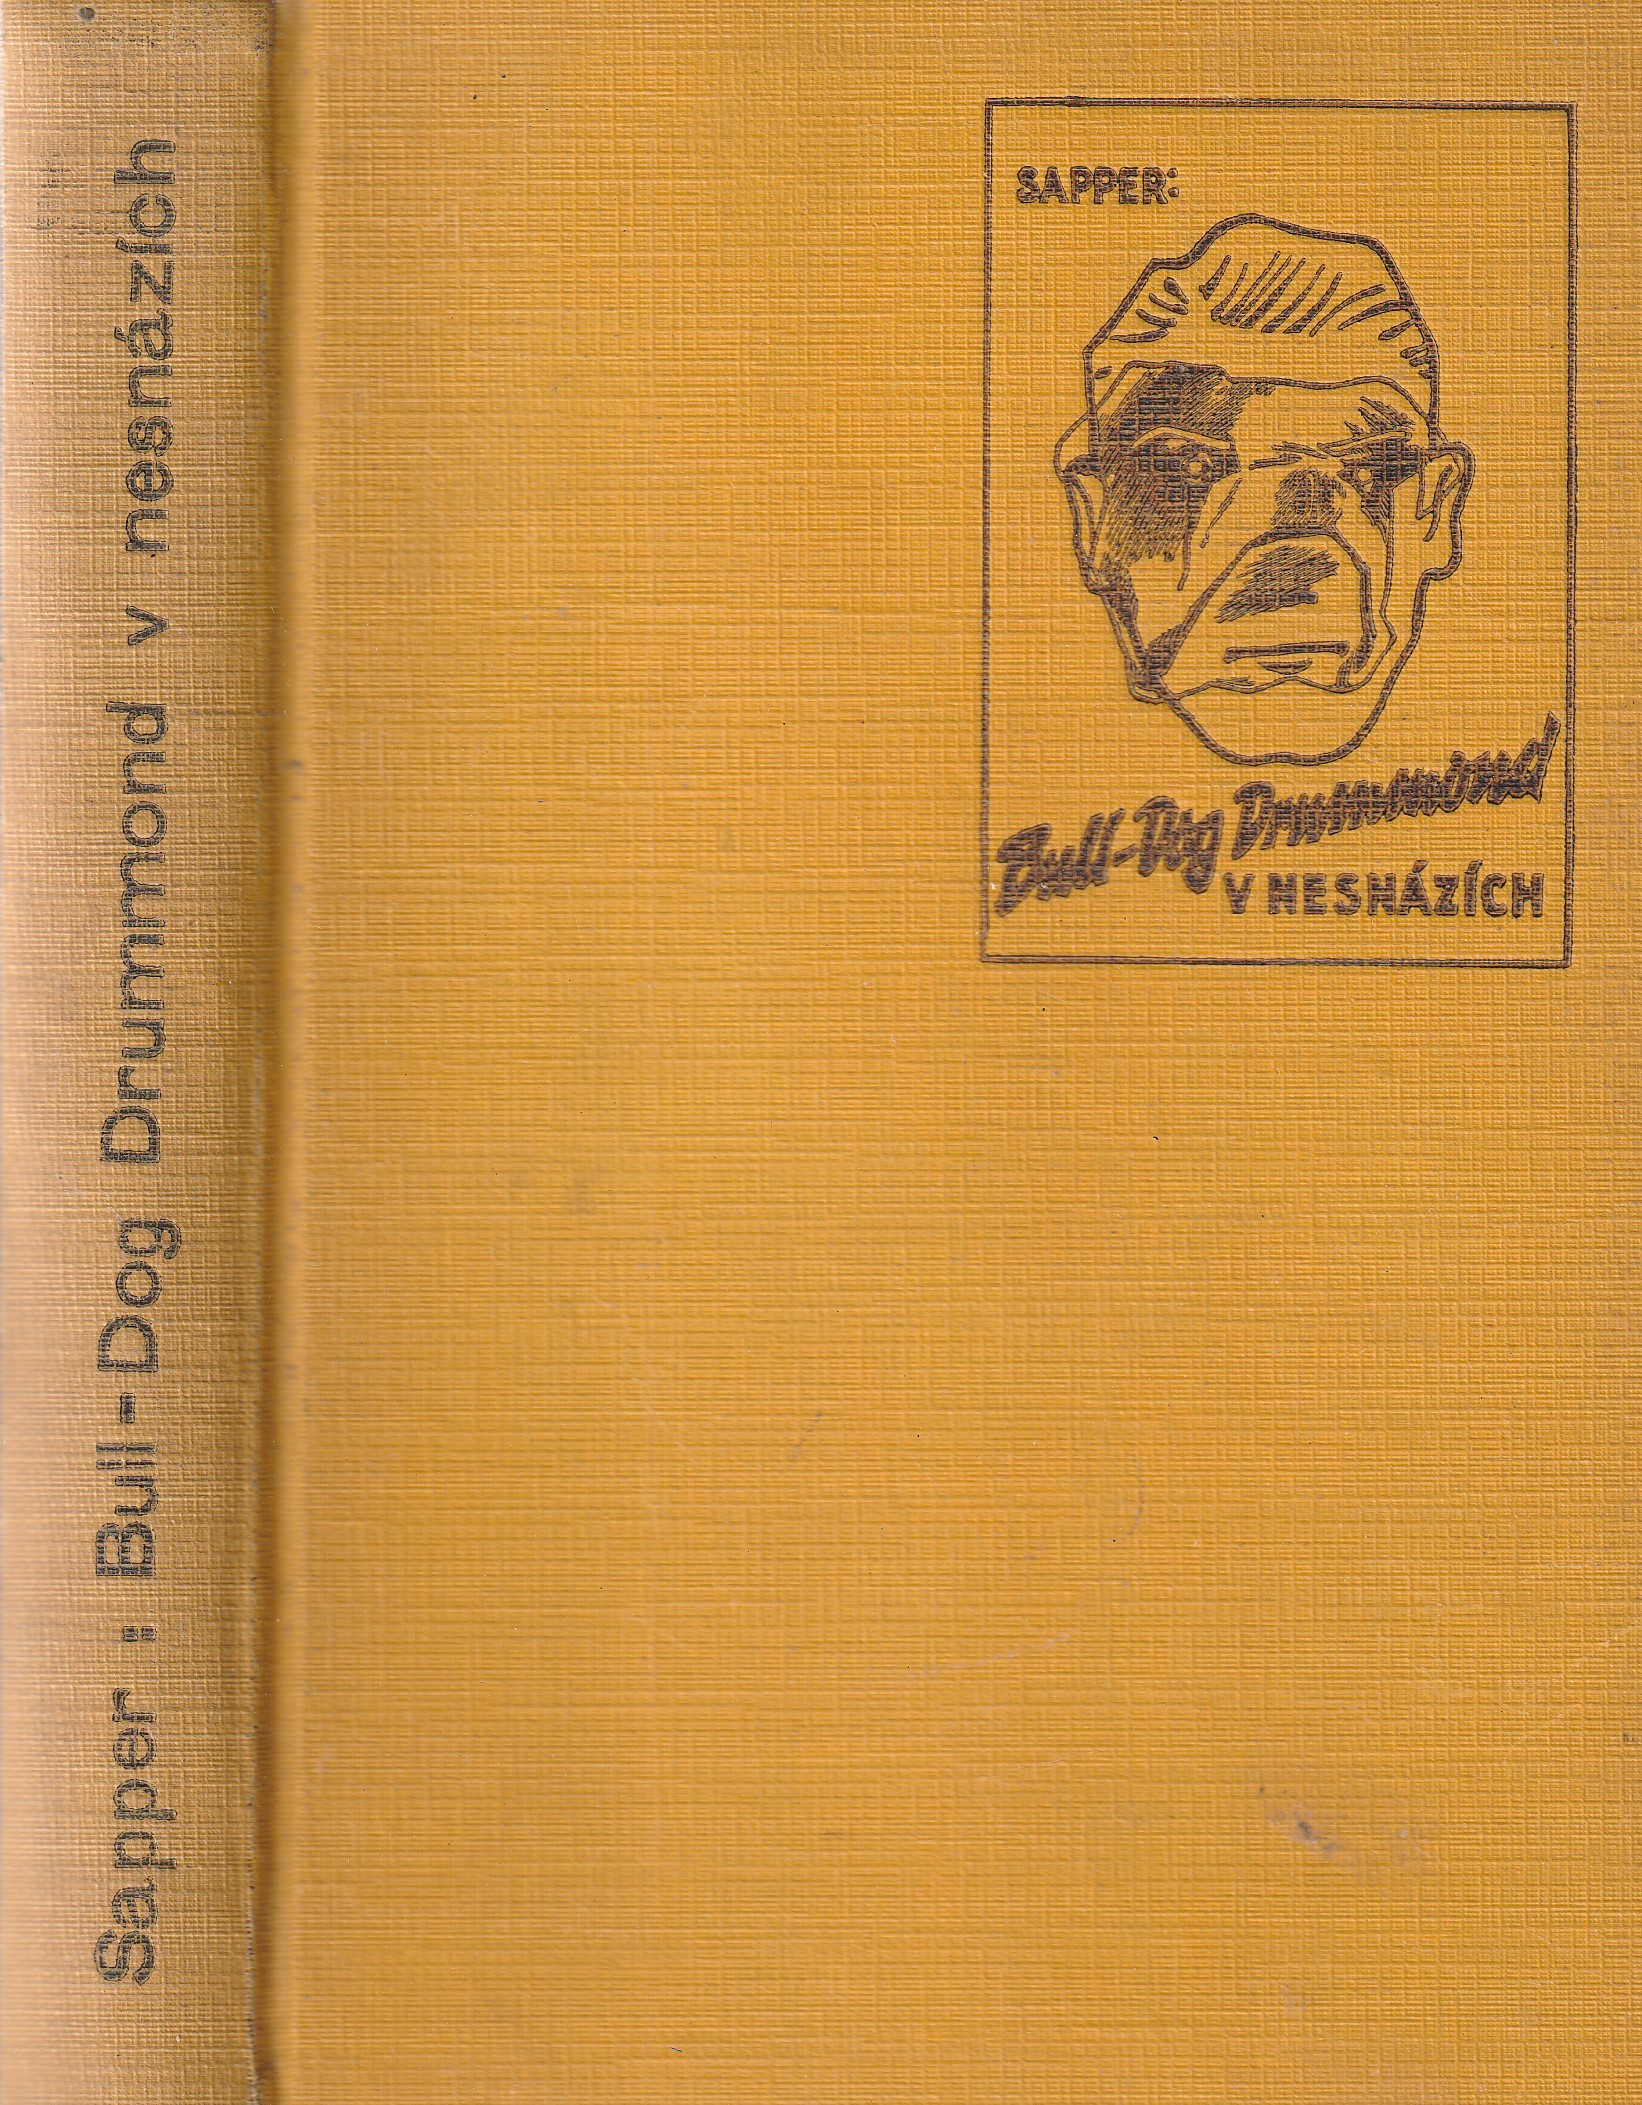 Sapper : Bull-Dog Drummond v nesnázích
SAPPER:
Bull-Dog Drummond
V NESNÁZÍCH